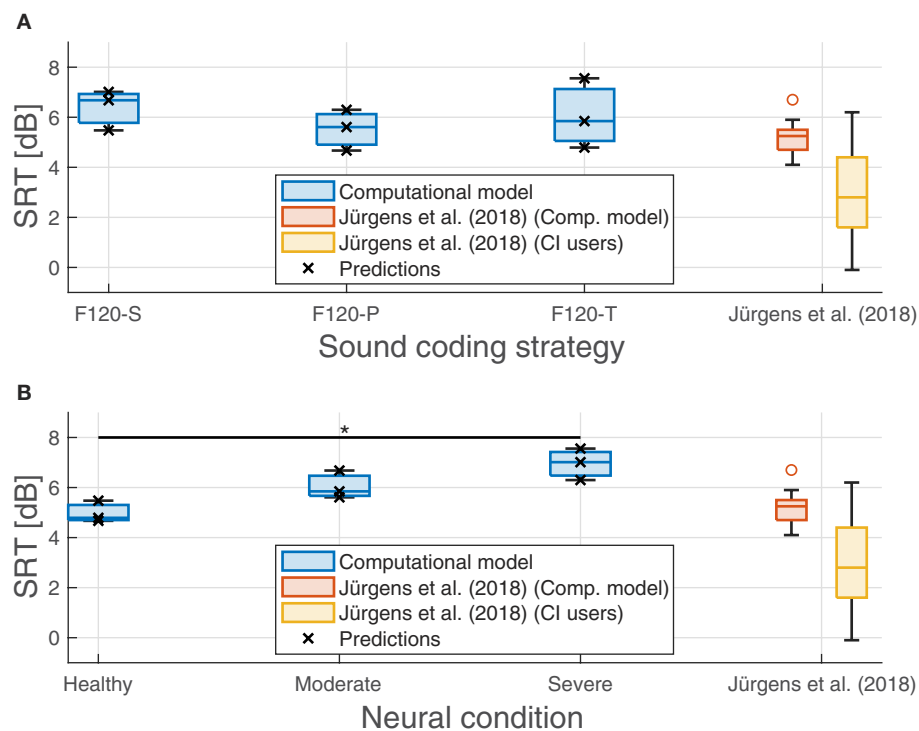 A
SRT [dB]
8
6
4
2
0
Computational model
Jürgens et al. (2018) (Comp. model)
Jürgens et al. (2018) (CI users)
Predictions
F120-S
F120-P
F120-T
Jürgens et al. (2018)
Sound coding strategy
B
SRT [dB]
8
6
4
2
0
*
Computational model
Jürgens et al. (2018) (Comp. model)
Jürgens et al. (2018) (CI users)
Predictions
Healthy
Moderate
Severe
Jürgens et al. (2018)
Neural condition